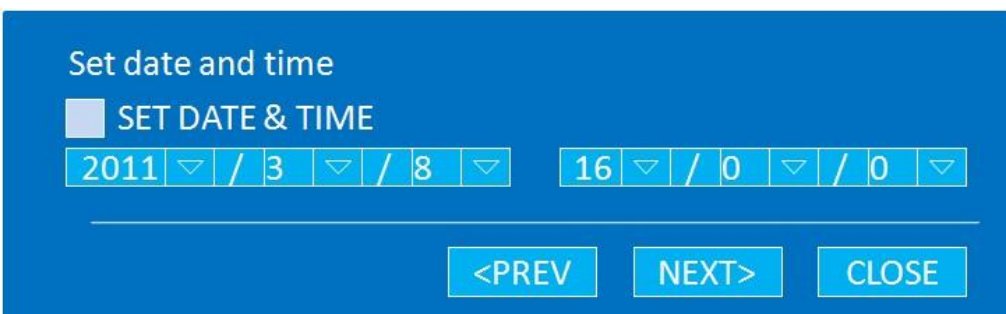 Set date and time
SET DATE & TIME
2011 / 3 / 8 16 / 0 / 0
<PREV NEXT> CLOSE